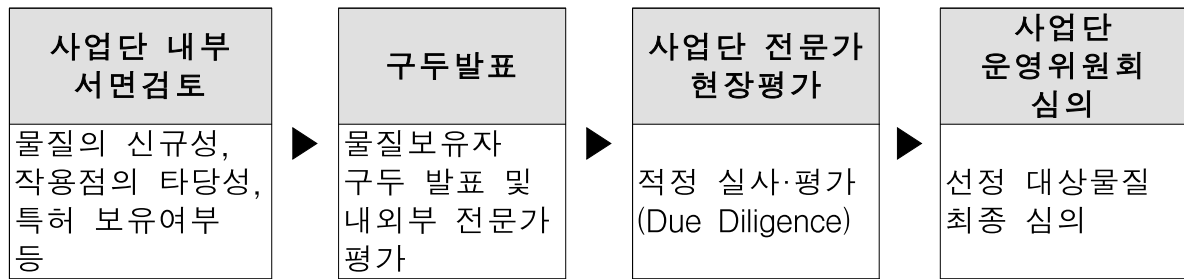 사업단 내부
서면검토
물질의 신규성,
작용점의 타당성,
특허 보유여부
등
▶
구두발표
물질보유자
구두 발표 및
내외부 전문가
평가
▶
사업단 전문가
현장평가
적정 실사·평가
(Due Diligence)
▶
사업단
운영위원회
심의
선정 대상물질
최종 심의